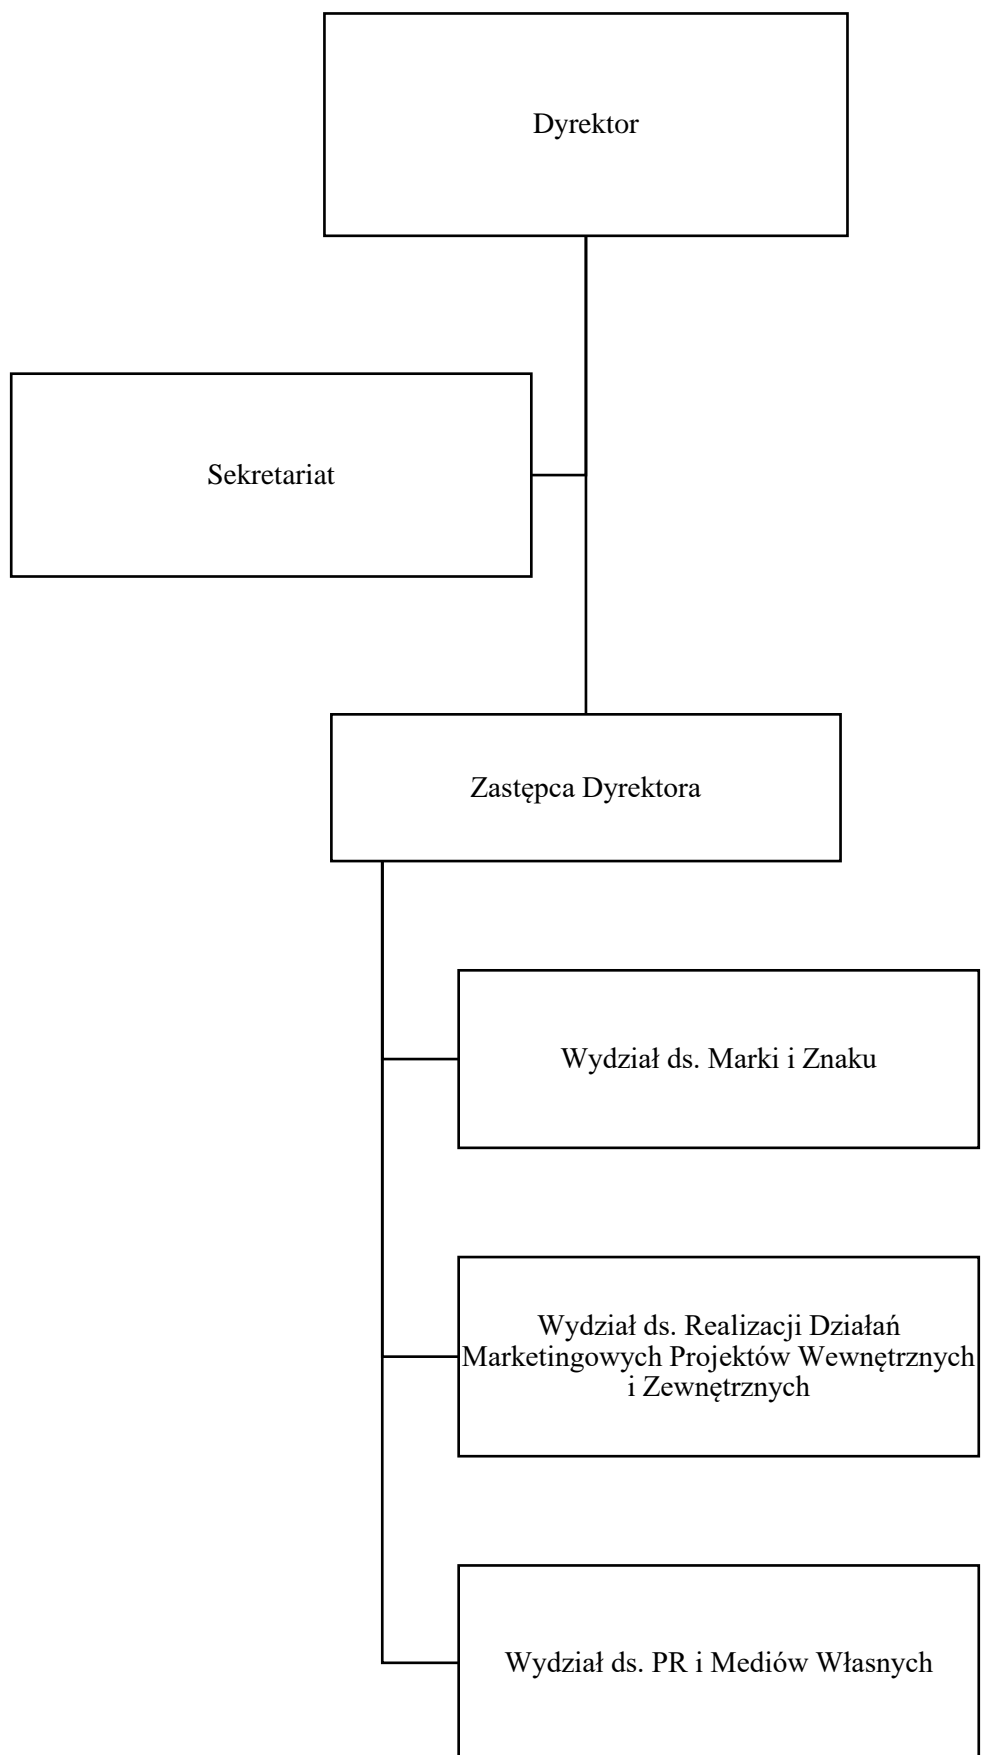 Dyrektor
Sekretariat
Zastępca Dyrektora
Wydział ds. Marki i Znaku
Wydział ds. Realizacji Działań
Marketingowych Projektów Wewnętrznych
i Zewnętrznych
Wydział ds. PR i Mediów Własnych